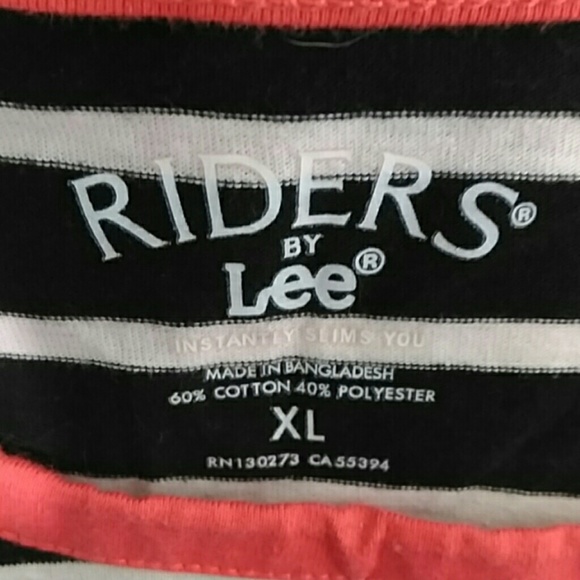 RIDERS®
BY
Lee®
INSTANTLY SLIMS YOU
MADE IN BANGLADESH
60% COTTON 40% POLYESTER
XL
RN130273 CA55394